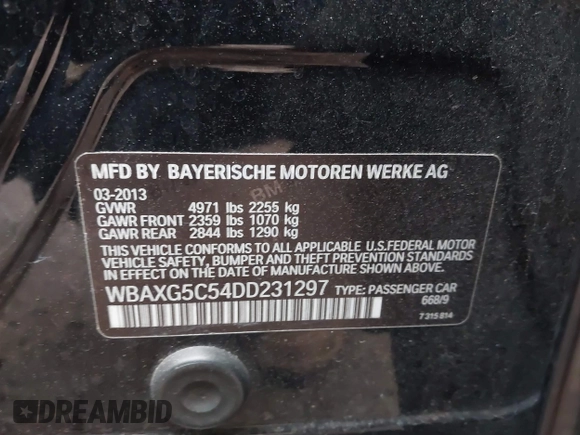 MFD BY BAYERISCHE MOTOREN WERKE AG
03-2013
GVWR 4971 lbs 2255 kg
GAWR FRONT 2359 lbs 1070 kg
GAWR REAR 2844 lbs 1290 kg
THIS VEHICLE CONFORMS TO ALL APPLICABLE U.S.FEDERAL MOTOR
VEHICLE SAFETY, BUMPER AND THEFT PREVENTION STANDARDS
IN EFFECT ON THE DATE OF MANUFACTURE SHOWN ABOVE.
WBAXG5C54DD231297 TYPE: PASSENGER CAR
668/9
7 315 814
DREAMBID